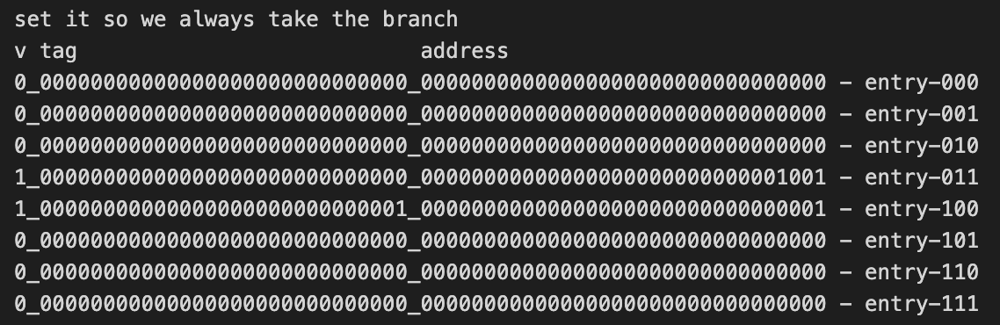 set it so we always take the branch
v tag                           address
0_00000000000000000000000000000_00000000000000000000000000000000 - entry-000
0_00000000000000000000000000000_00000000000000000000000000000000 - entry-001
0_00000000000000000000000000000_00000000000000000000000000000000 - entry-010
1_00000000000000000000000000000_00000000000000000000000000001001 - entry-011
1_00000000000000000000000000001_00000000000000000000000000000001 - entry-100
0_00000000000000000000000000000_00000000000000000000000000000000 - entry-101
0_00000000000000000000000000000_00000000000000000000000000000000 - entry-110
0_00000000000000000000000000000_00000000000000000000000000000000 - entry-111